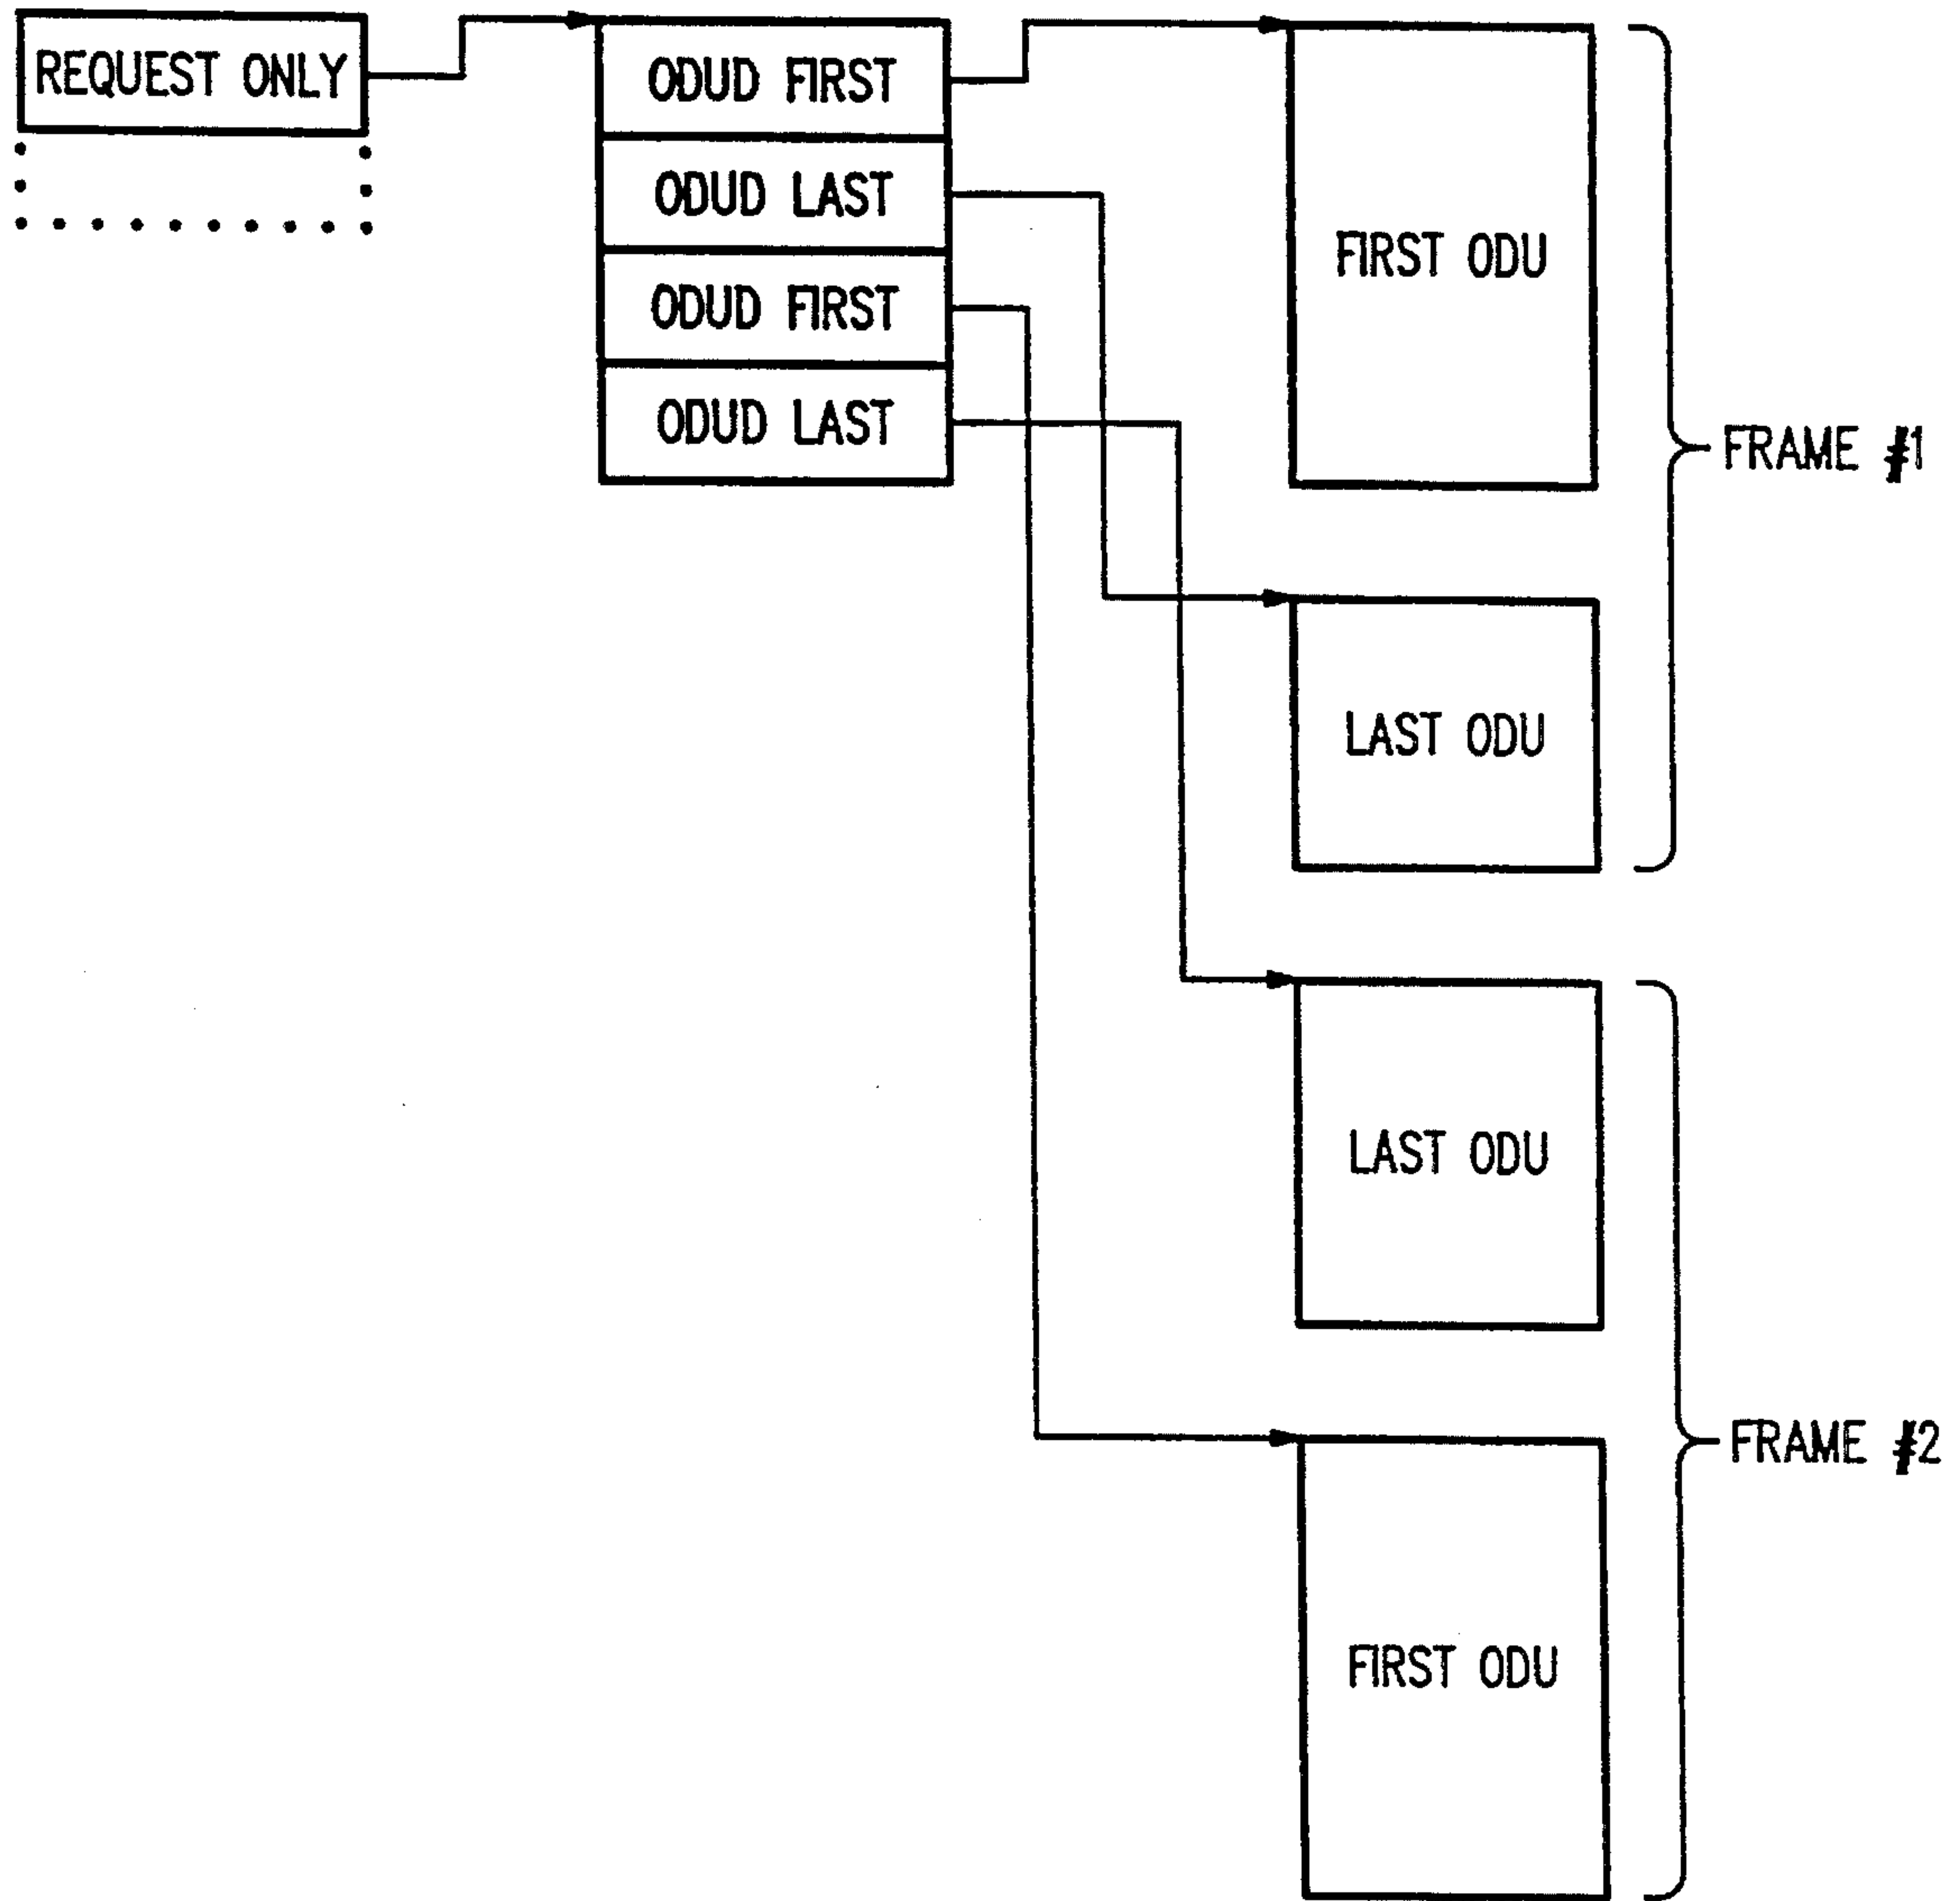 REQUEST ONLY
ODUD FIRST
ODUD LAST
ODUD FIRST
ODUD LAST
FIRST ODU
LAST ODU
FRAME #1
LAST ODU
FIRST ODU
FRAME #2